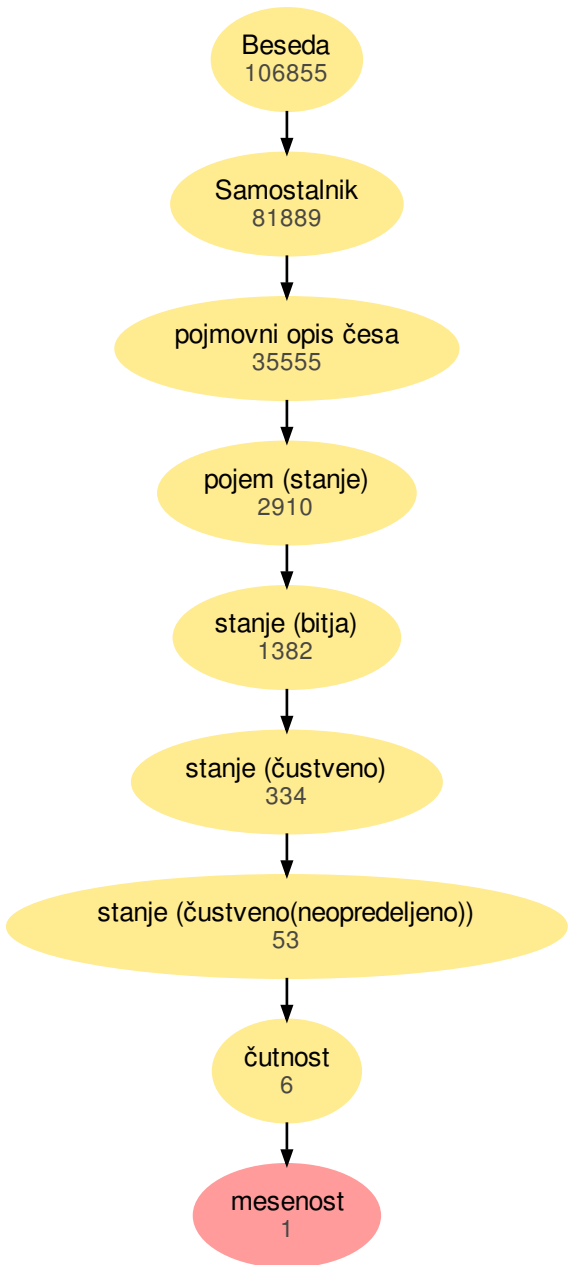 Beseda
106855
Samostalnik
81889
pojmovni opis česa
35555
pojem (stanje)
2910
stanje (bitja)
1382
stanje (čustveno)
334
stanje (čustveno(neopredeljeno))
53
čutnost
6
mesenost
1